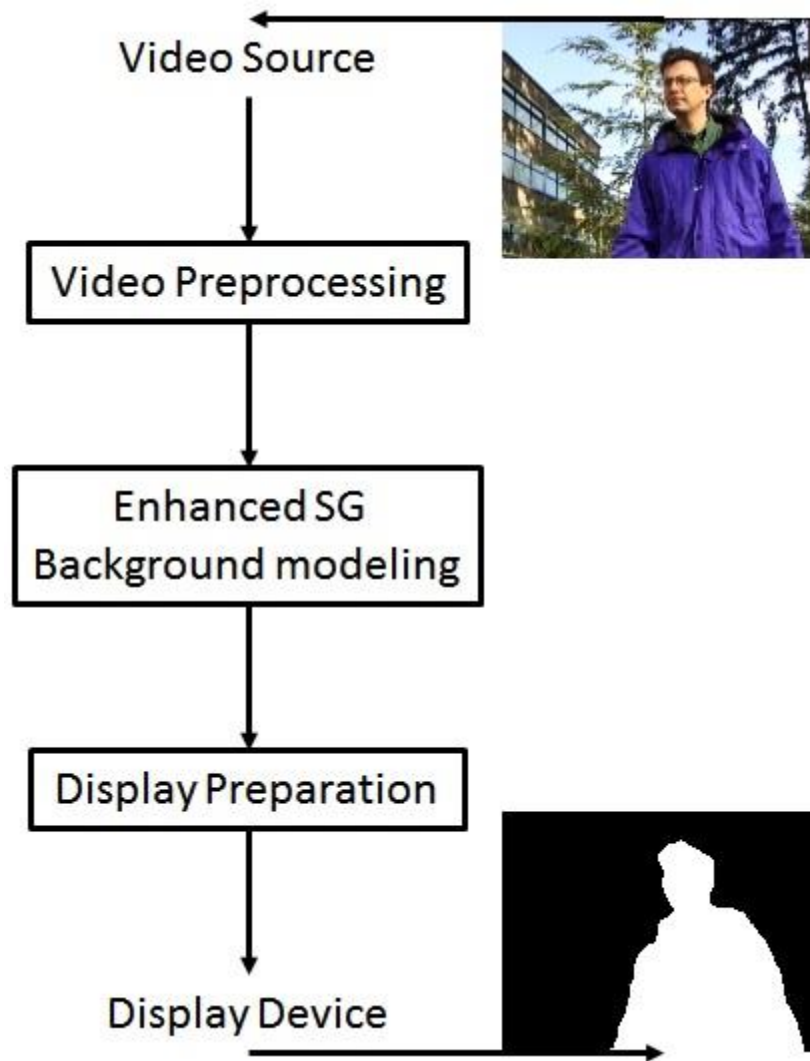 Video Source
Video Preprocessing
Enhanced SG
Background modeling
Display Preparation
Display Device